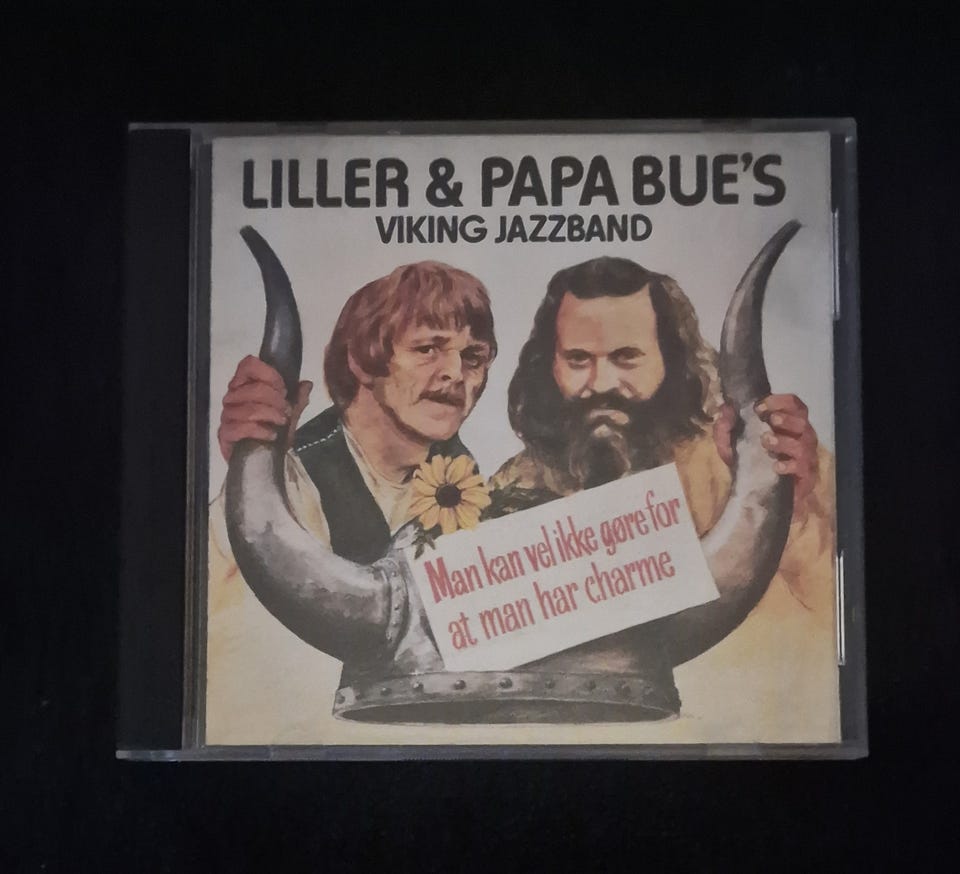 LILLER & PAPA BUE'S
VIKING JAZZBAND
Man kan vel ikke gøre for
at man har charme